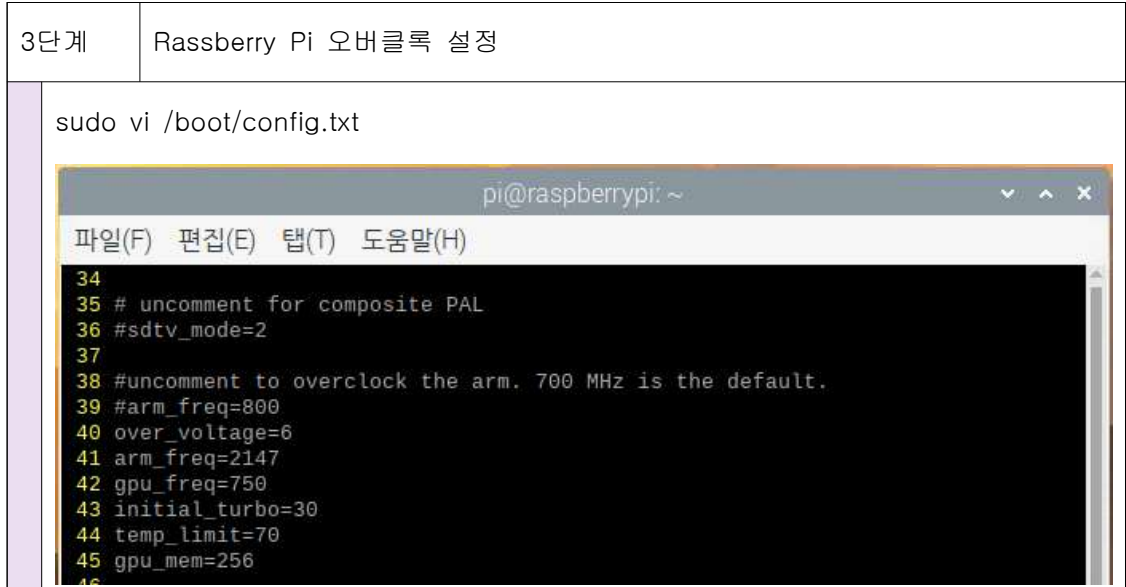 3단계 Rassberry Pi 오버클록 설정
sudo vi /boot/config.txt
pi@raspberrypi: ~
파일(F) 편집(E) 탭(T) 도움말(H)
34
35 # uncomment for composite PAL
36 #sdtv_mode=2
37
38 #uncomment to overclock the arm. 700 MHz is the default.
39 #arm_freq=800
40 over_voltage=6
41 arm_freq=2147
42 gpu_freq=750
43 initial_turbo=30
44 temp_limit=70
45 gpu_mem=256
46